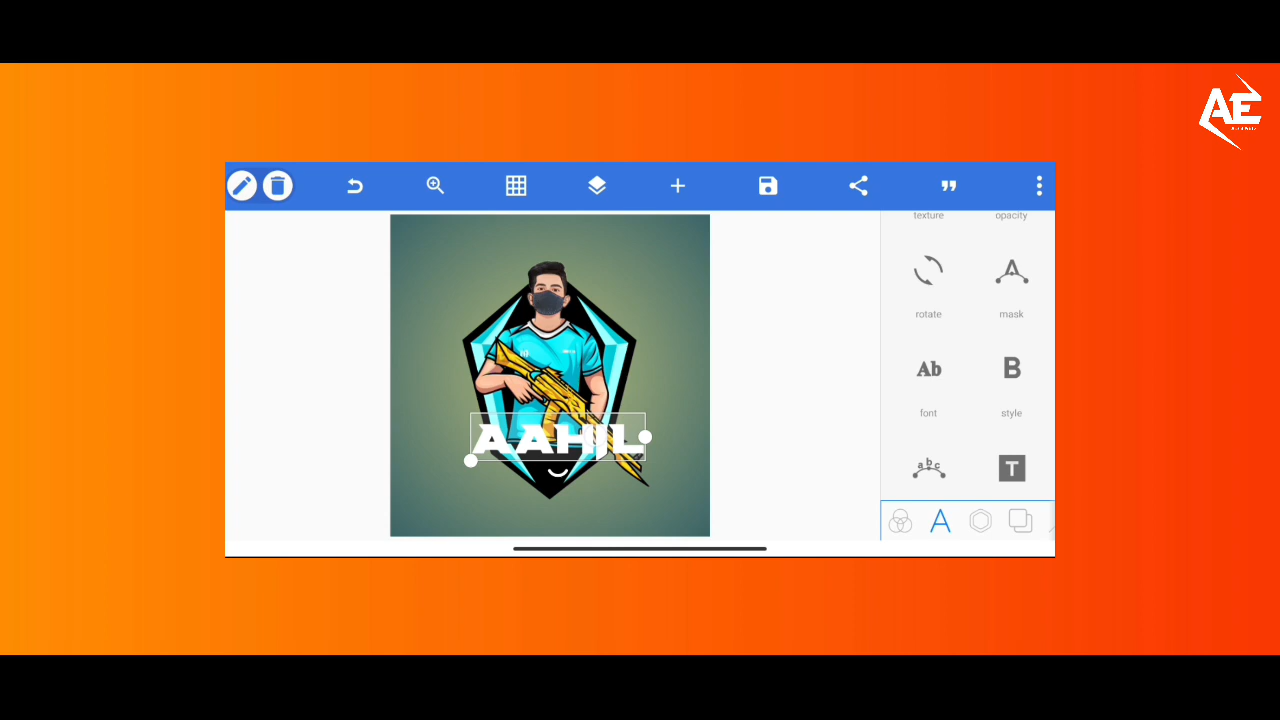 AE
texture
opacity
rotate
mask
Ab
B
font
style
AAHIL
abc
T
A